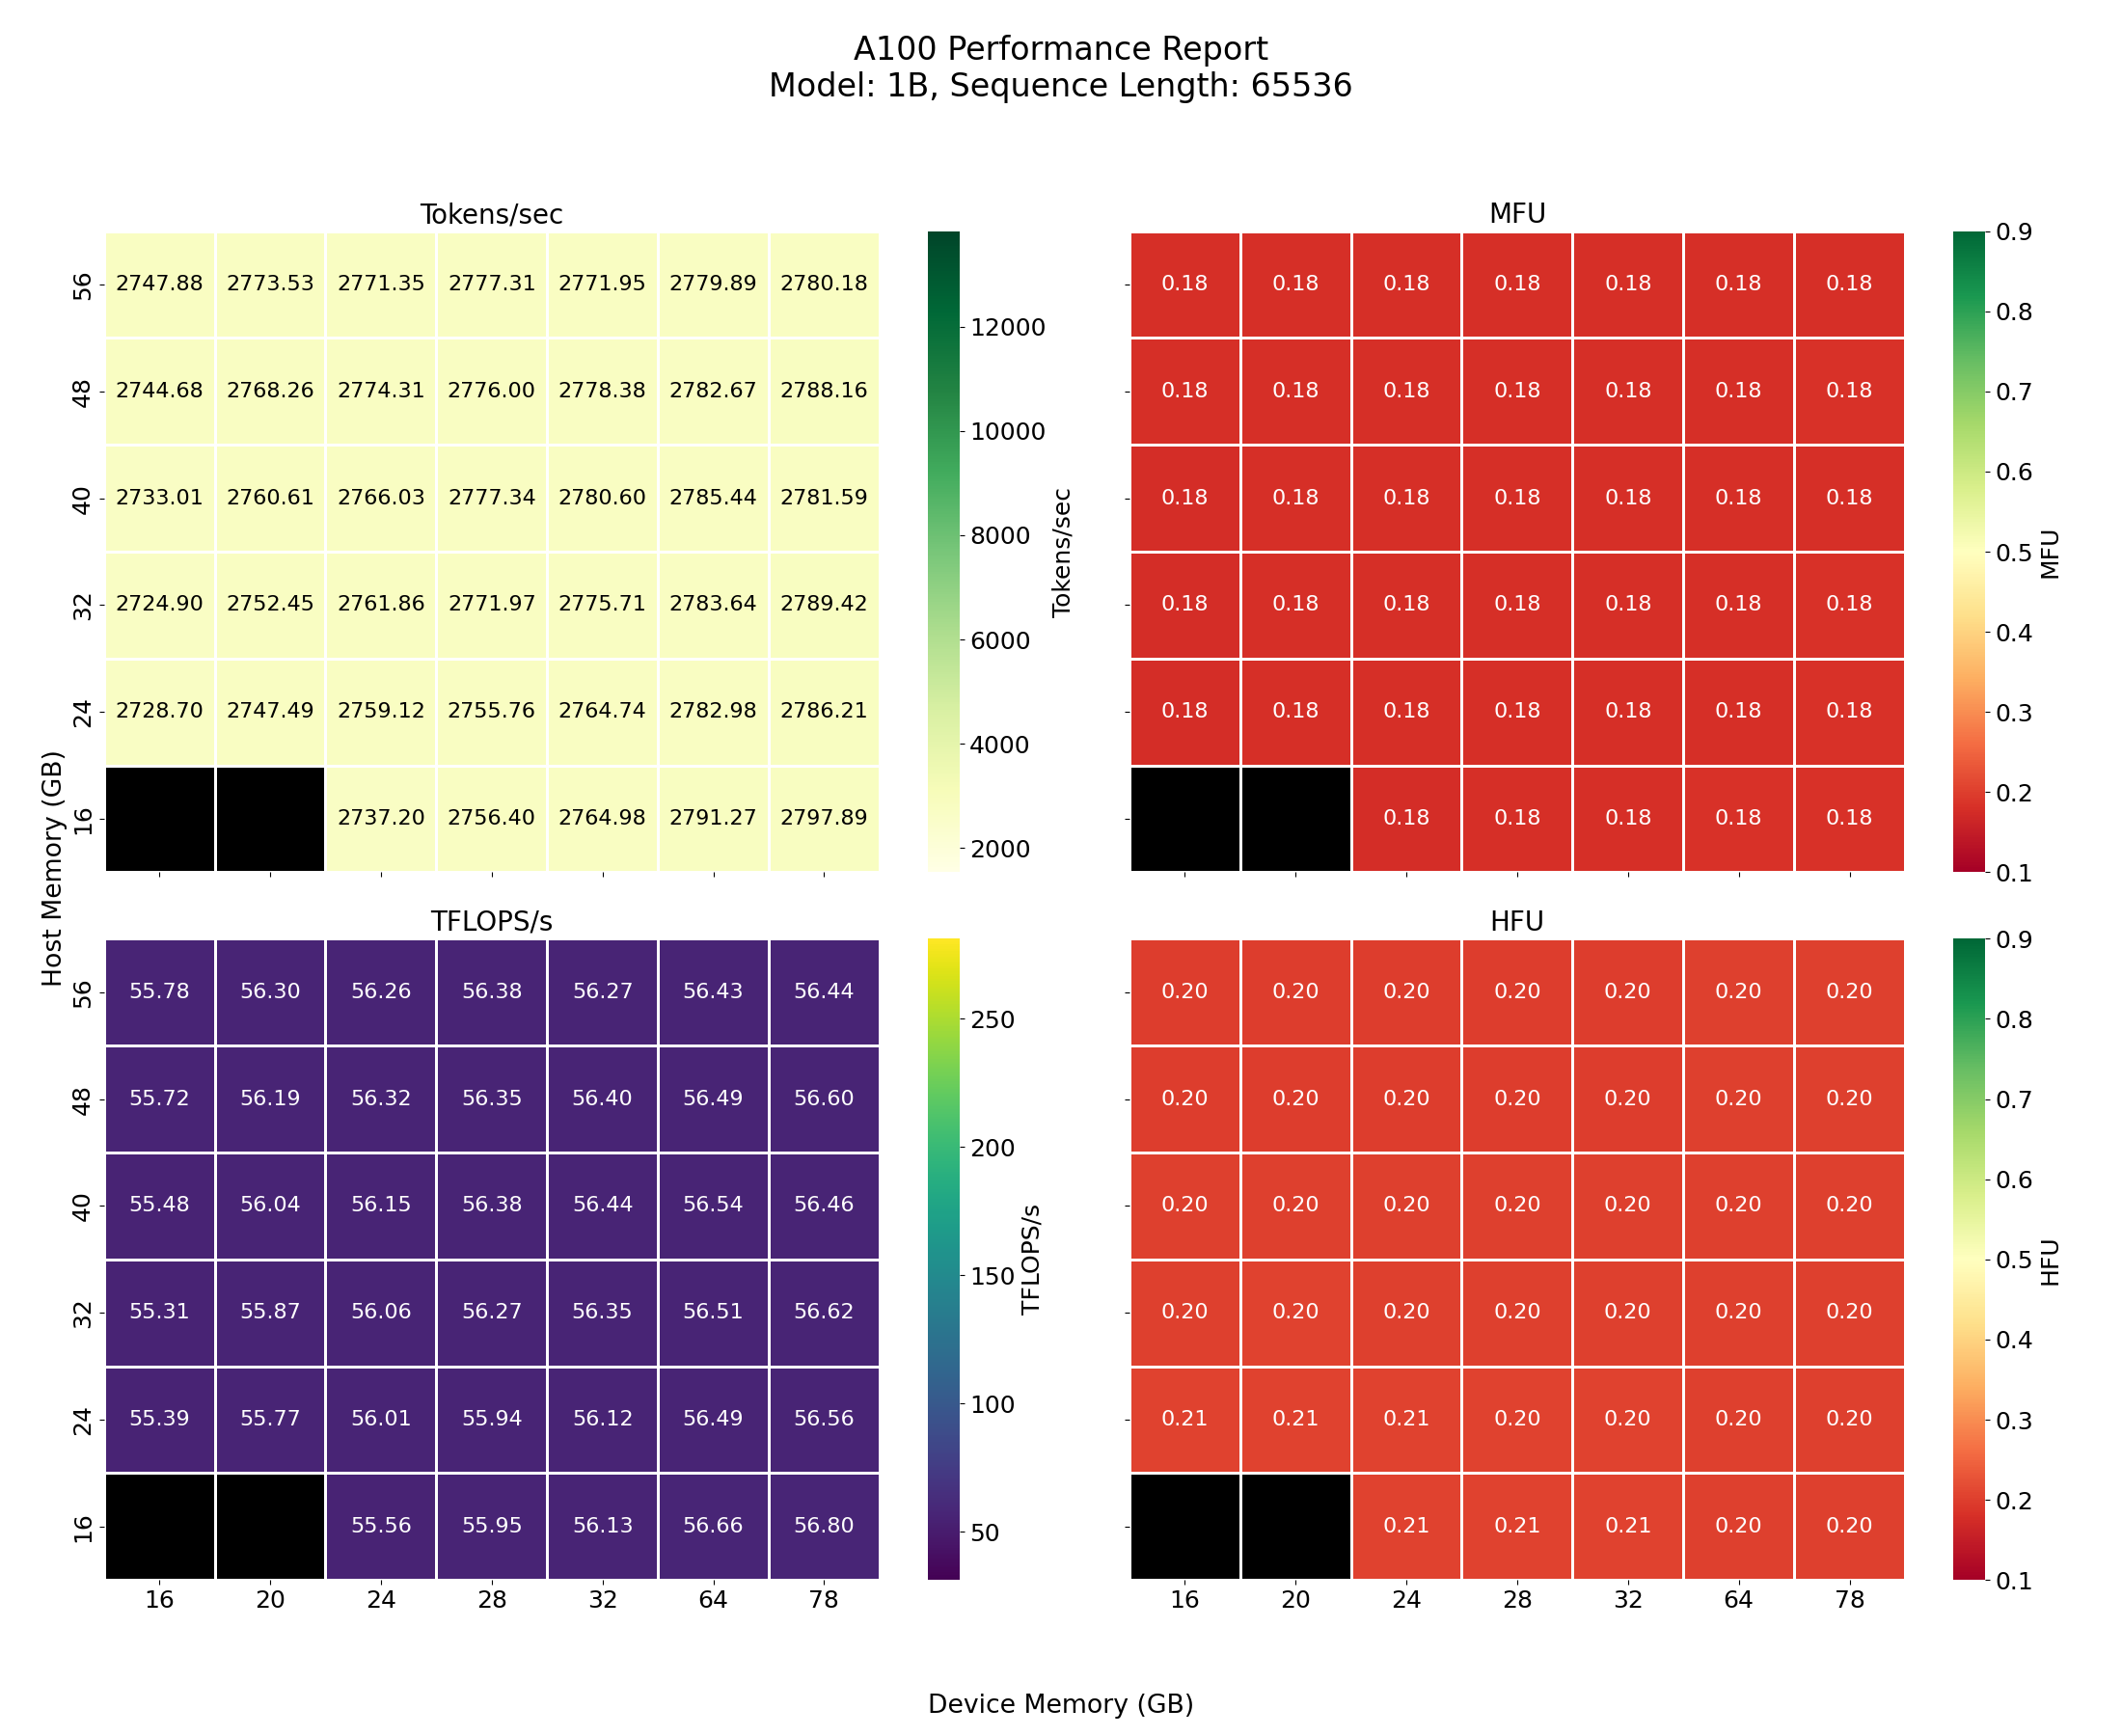 A100 Performance Report
Model: 1B, Sequence Length: 65536
Tokens/sec
56 2747.88 2773.53 2771.35 2777.31 2771.95 2779.89 2780.18
48 2744.68 2768.26 2774.31 2776.00 2778.38 2782.67 2788.16
40 2733.01 2760.61 2766.03 2777.34 2780.60 2785.44 2781.59
32 2724.90 2752.45 2761.86 2771.97 2775.71 2783.64 2789.42
24 2728.70 2747.49 2759.12 2755.76 2764.74 2782.98 2786.21
16 2737.20 2756.40 2764.98 2791.27 2797.89
12000
10000
8000
6000
4000
2000
Tokens/sec
MFU
0.18 0.18 0.18 0.18 0.18 0.18 0.18
0.18 0.18 0.18 0.18 0.18 0.18 0.18
0.18 0.18 0.18 0.18 0.18 0.18 0.18
0.18 0.18 0.18 0.18 0.18 0.18 0.18
0.18 0.18 0.18 0.18 0.18 0.18 0.18
0.18 0.18 0.18 0.18 0.18
0.9
0.8
0.7
0.6
0.5
0.4
0.3
0.2
0.1
MFU
Host Memory (GB)
TFLOPS/s
56 55.78 56.30 56.26 56.38 56.27 56.43 56.44
48 55.72 56.19 56.32 56.35 56.40 56.49 56.60
40 55.48 56.04 56.15 56.38 56.44 56.54 56.46
32 55.31 55.87 56.06 56.27 56.35 56.51 56.62
24 55.39 55.77 56.01 55.94 56.12 56.49 56.56
16 55.56 55.95 56.13 56.66 56.80
16 20 24 28 32 64 78
250
200
150
100
50
TFLOPS/s
HFU
0.20 0.20 0.20 0.20 0.20 0.20 0.20
0.20 0.20 0.20 0.20 0.20 0.20 0.20
0.20 0.20 0.20 0.20 0.20 0.20 0.20
0.20 0.20 0.20 0.20 0.20 0.20 0.20
0.21 0.21 0.21 0.20 0.20 0.20 0.20
0.21 0.21 0.21 0.20 0.20
16 20 24 28 32 64 78
0.9
0.8
0.7
0.6
0.5
0.4
0.3
0.2
0.1
HFU
Device Memory (GB)